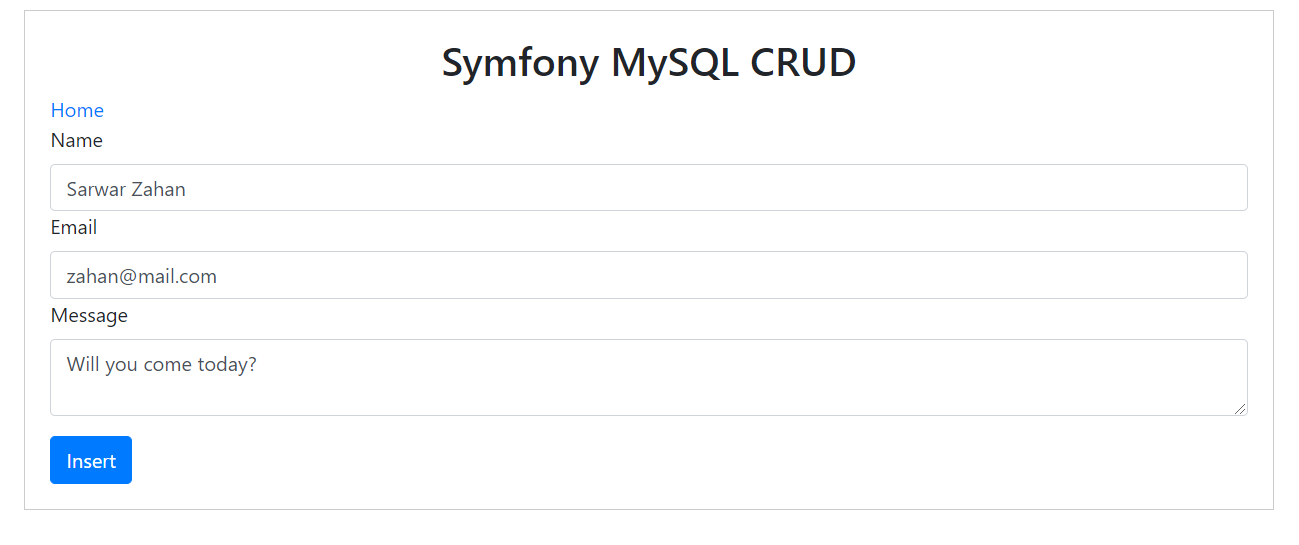 Symfony MySQL CRUD
Home
Name
Sarwar Zahan
Email
zahan@mail.com
Message
Will you come today?
Insert